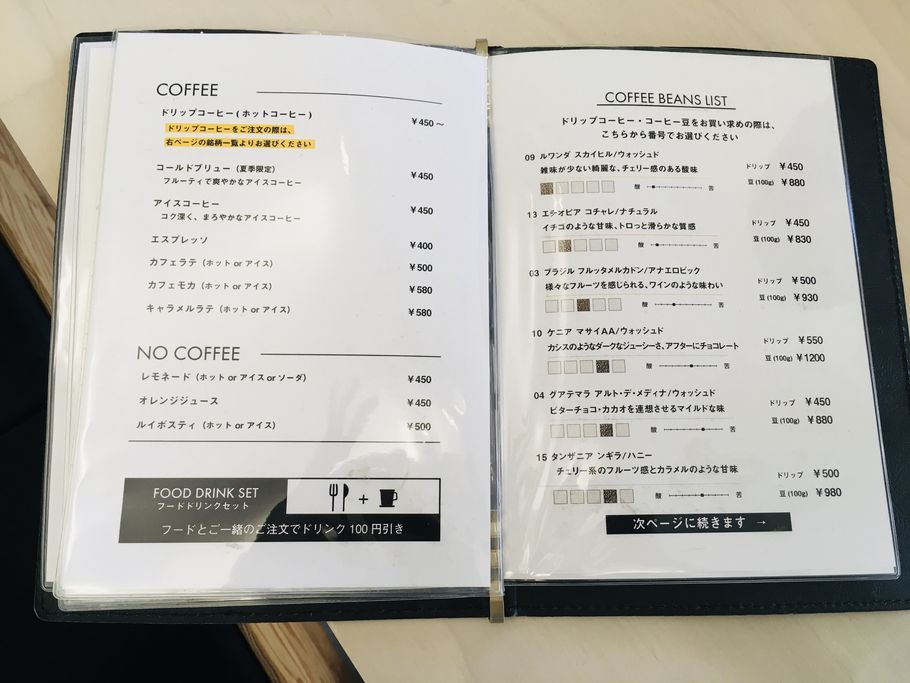 COFFEE
ドリップコーヒー(ホットコーヒー) ¥450～
ドリップコーヒーをご注文の際は、
右ページの銘柄一覧よりお選びください
コールドブリュー（夏季限定） ¥450
フルーティで爽やかなアイスコーヒー
アイスコーヒー ¥450
コク深く、まろやかなアイスコーヒー
エスプレッソ ¥400
カフェラテ（ホット or アイス） ¥500
カフェモカ（ホット or アイス） ¥580
キャラメルラテ（ホット or アイス） ¥580
NO COFFEE
レモネード（ホット or アイス or ソーダ） ¥450
オレンジジュース ¥450
ルイボスティ（ホット or アイス） ¥500
FOOD DRINK SET
フードドリンクセット
+
フードとご一緒のご注文でドリンク 100 円引き
COFFEE BEANS LIST
ドリップコーヒー・コーヒー豆をお買い求めの際は、
こちらから番号でお選びください
09 ルワンダ スカイヒル/ウォッシュド
雑味が少ない綺麗な、チェリー感のある酸味
ドリップ ¥450
酸 苦 豆(100g) ¥880
13 エチオピア コチャレ/ナチュラル
イチゴのような甘味、トロっと滑らかな質感
ドリップ ¥450
酸 苦 豆(100g) ¥830
03 ブラジル フルッタメルカドン/アナエロビック
様々なフルーツを感じられる、ワインのような味わい
ドリップ ¥500
酸 苦 豆(100g) ¥930
10 ケニア マサイAA/ウォッシュド
カシスのようなダークなジューシーさ、アフターにチョコレート
ドリップ ¥550
酸 苦 豆(100g) ¥1200
04 グアテマラ アルト・デ・メディナ/ウォッシュド
ビターチョコ・カカオを連想させるマイルドな味
ドリップ ¥450
酸 苦 豆(100g) ¥880
15 タンザニア ンギラ/ハニー
チェリー系のフルーツ感とカラメルのような甘味
ドリップ ¥500
酸 苦 豆(100g) ¥980
次ページに続きます →